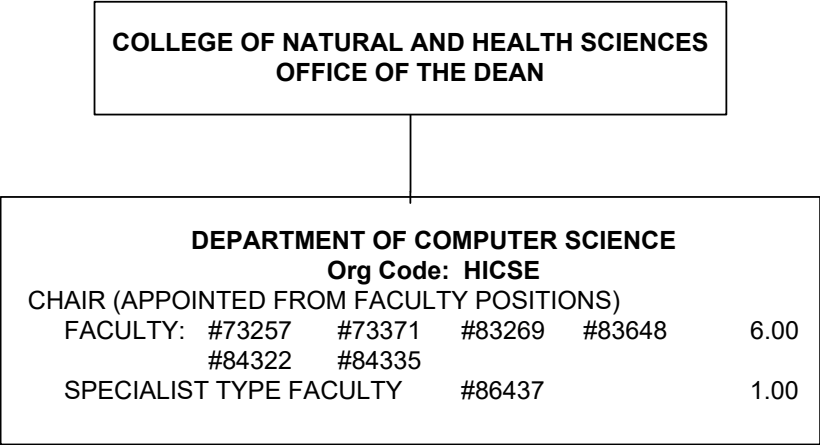 COLLEGE OF NATURAL AND HEALTH SCIENCES
OFFICE OF THE DEAN
DEPARTMENT OF COMPUTER SCIENCE
Org Code: HICSE
CHAIR (APPOINTED FROM FACULTY POSITIONS)
FACULTY: #73257 #73371 #83269 #83648 6.00
#84322 #84335
SPECIALIST TYPE FACULTY #86437 1.00